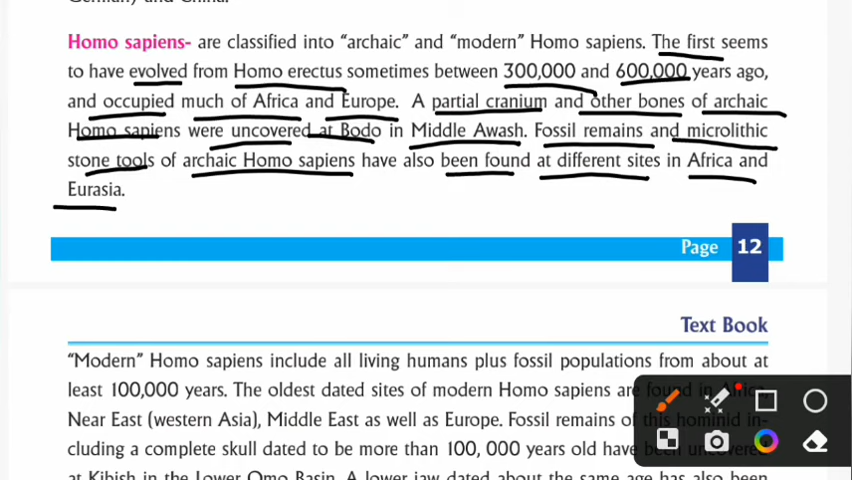 Germany and China.
Homo sapiens- are classified into “archaic” and “modern” Homo sapiens. The first seems
to have evolved from Homo erectus sometimes between 300,000 and 600,000 years ago,
and occupied much of Africa and Europe. A partial cranium and other bones of archaic
Homo sapiens were uncovered at Bodo in Middle Awash. Fossil remains and microlithic
stone tools of archaic Homo sapiens have also been found at different sites in Africa and
Eurasia.
Page 12
Text Book
“Modern” Homo sapiens include all living humans plus fossil populations from about at
least 100,000 years. The oldest dated sites of modern Homo sapiens are found in Africa,
Near East (western Asia), Middle East as well as Europe. Fossil remains of this hominid in-
cluding a complete skull dated to be more than 100, 000 years old have been uncovered
at Kibish in the Lower Omo Basin. A lower jaw dated about the same age has also been